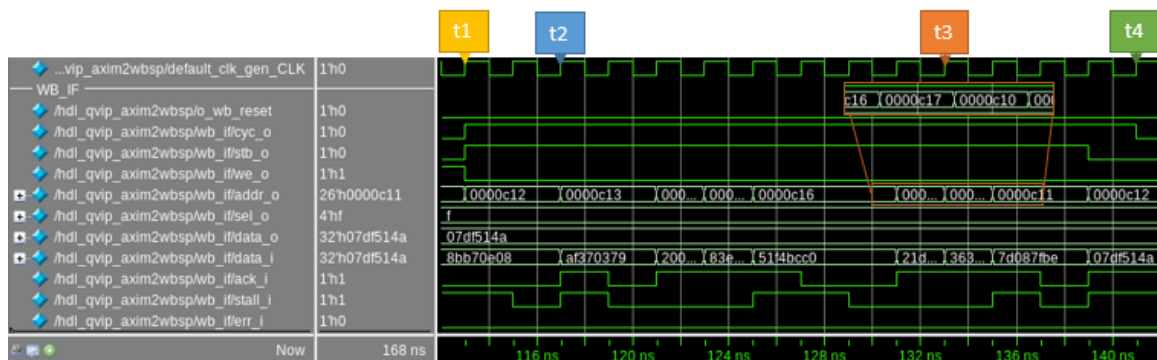 t1 t2 t3 t4
...vip_axim2wbsp/default_clk_gen_CLK 1'h0
WB_IF c16 0000c17 0000c10 000
/hdl_qvip_axim2wbsp/o_wb_reset 1'h0
/hdl_qvip_axim2wbsp/wb_if/cyc_o 1'h0
/hdl_qvip_axim2wbsp/wb_if/stb_o 1'h0
/hdl_qvip_axim2wbsp/wb_if/we_o 1'h1
/hdl_qvip_axim2wbsp/wb_if/addr_o 26'h0000c11 0000c12 0000c13 000... 000... 0000c16 000... 000... 0000c11 0000c12
/hdl_qvip_axim2wbsp/wb_if/sel_o 4'hf f
/hdl_qvip_axim2wbsp/wb_if/data_o 32'h07df514a 07df514a
/hdl_qvip_axim2wbsp/wb_if/data_i 32'h07df514a 8bb70e08 af370379 200... 83e... 51f4bcc0 21d... 363... 7d087fbe 07df514a
/hdl_qvip_axim2wbsp/wb_if/ack_i 1'h1
/hdl_qvip_axim2wbsp/wb_if/stall_i 1'h1
/hdl_qvip_axim2wbsp/wb_if/err_i 1'h0
Now 168 ns 116 ns 120 ns 124 ns 128 ns 132 ns 136 ns 140 ns